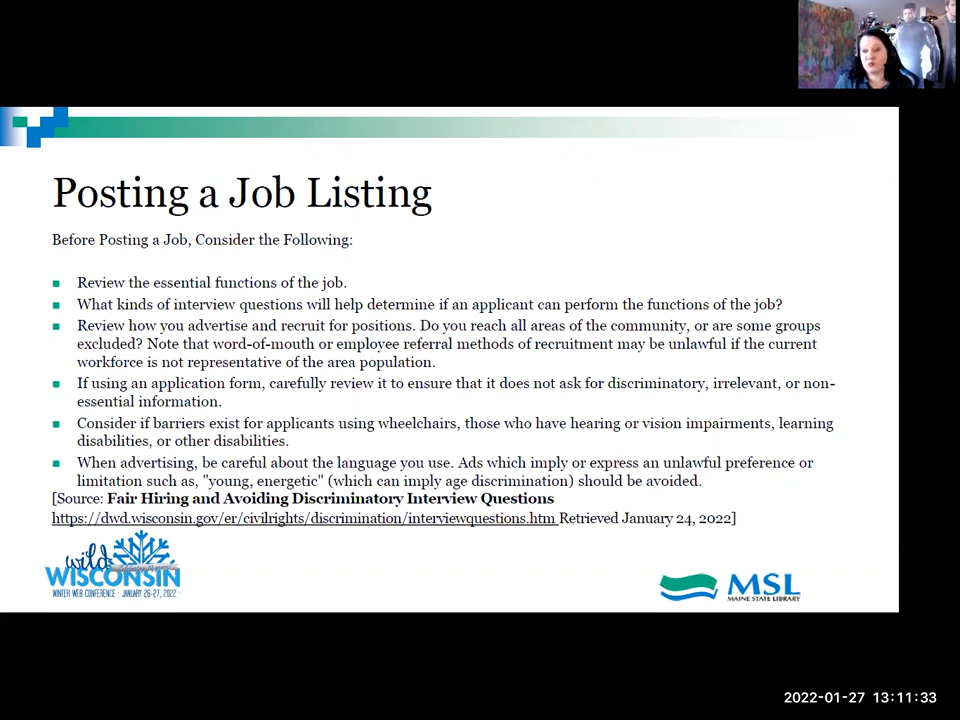 Posting a Job Listing
Before Posting a Job, Consider the Following:
Review the essential functions of the job.
What kinds of interview questions will help determine if an applicant can perform the functions of the job?
Review how you advertise and recruit for positions. Do you reach all areas of the community, or are some groups
excluded? Note that word-of-mouth or employee referral methods of recruitment may be unlawful if the current
workforce is not representative of the area population.
If using an application form, carefully review it to ensure that it does not ask for discriminatory, irrelevant, or non-
essential information.
Consider if barriers exist for applicants using wheelchairs, those who have hearing or vision impairments, learning
disabilities, or other disabilities.
When advertising, be careful about the language you use. Ads which imply or express an unlawful preference or
limitation such as, "young, energetic" (which can imply age discrimination) should be avoided.
[Source: Fair Hiring and Avoiding Discriminatory Interview Questions
https://dwd.wisconsin.gov/er/civilrights/discrimination/interviewquestions.htm Retrieved January 24, 2022]
wild
WISCONSIN
WINTER WEB CONFERENCE · JANUARY 26-27, 2022
MSL
MAINE STATE LIBRARY
2022-01-27 13:11:33